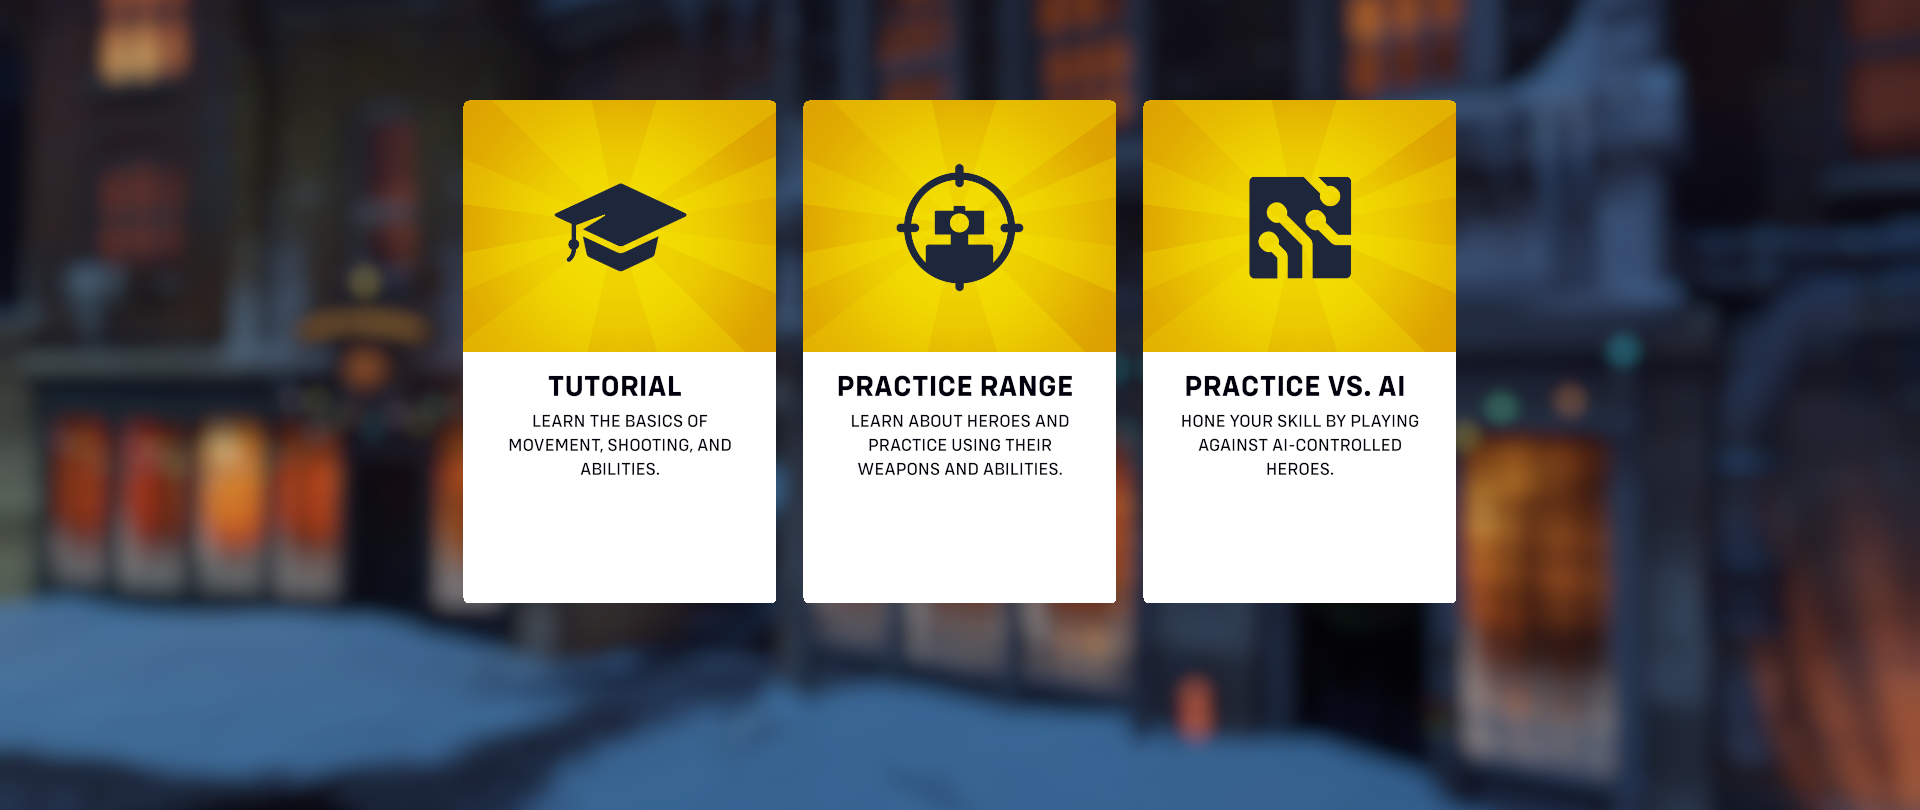 TUTORIAL
LEARN THE BASICS OF
MOVEMENT, SHOOTING, AND
ABILITIES.
PRACTICE RANGE
LEARN ABOUT HEROES AND
PRACTICE USING THEIR
WEAPONS AND ABILITIES.
PRACTICE VS. AI
HONE YOUR SKILL BY PLAYING
AGAINST AI-CONTROLLED
HEROES.